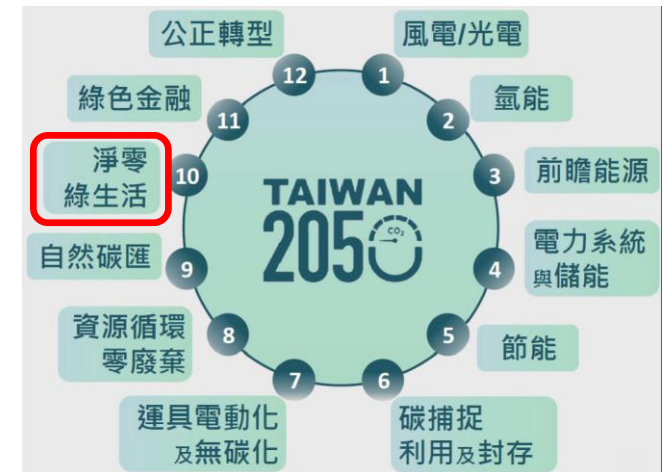 公正轉型
12
風電/光電
1
綠色金融
11
氫能
2
淨零
綠生活
10
前瞻能源
3
TAIWAN
2050
CO₂
自然碳匯
9
電力系統
與儲能
4
資源循環
零廢棄
8
節能
5
運具電動化
及無碳化
7
碳捕捉
利用及封存
6